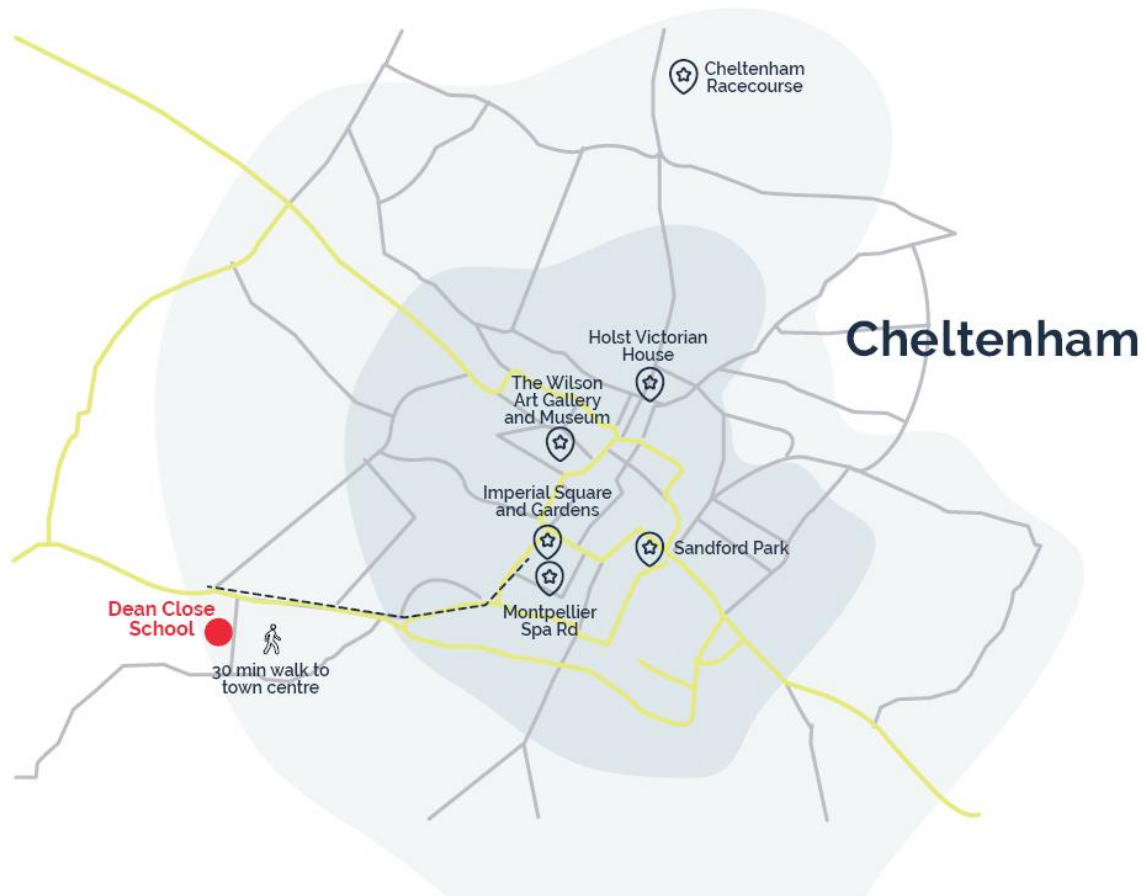 Cheltenham
Racecourse
Cheltenham
Holst Victorian
House
The Wilson
Art Gallery
and Museum
Imperial Square
and Gardens
Sandford Park
Montpellier
Spa Rd
Dean Close
School
30 min walk to
town centre